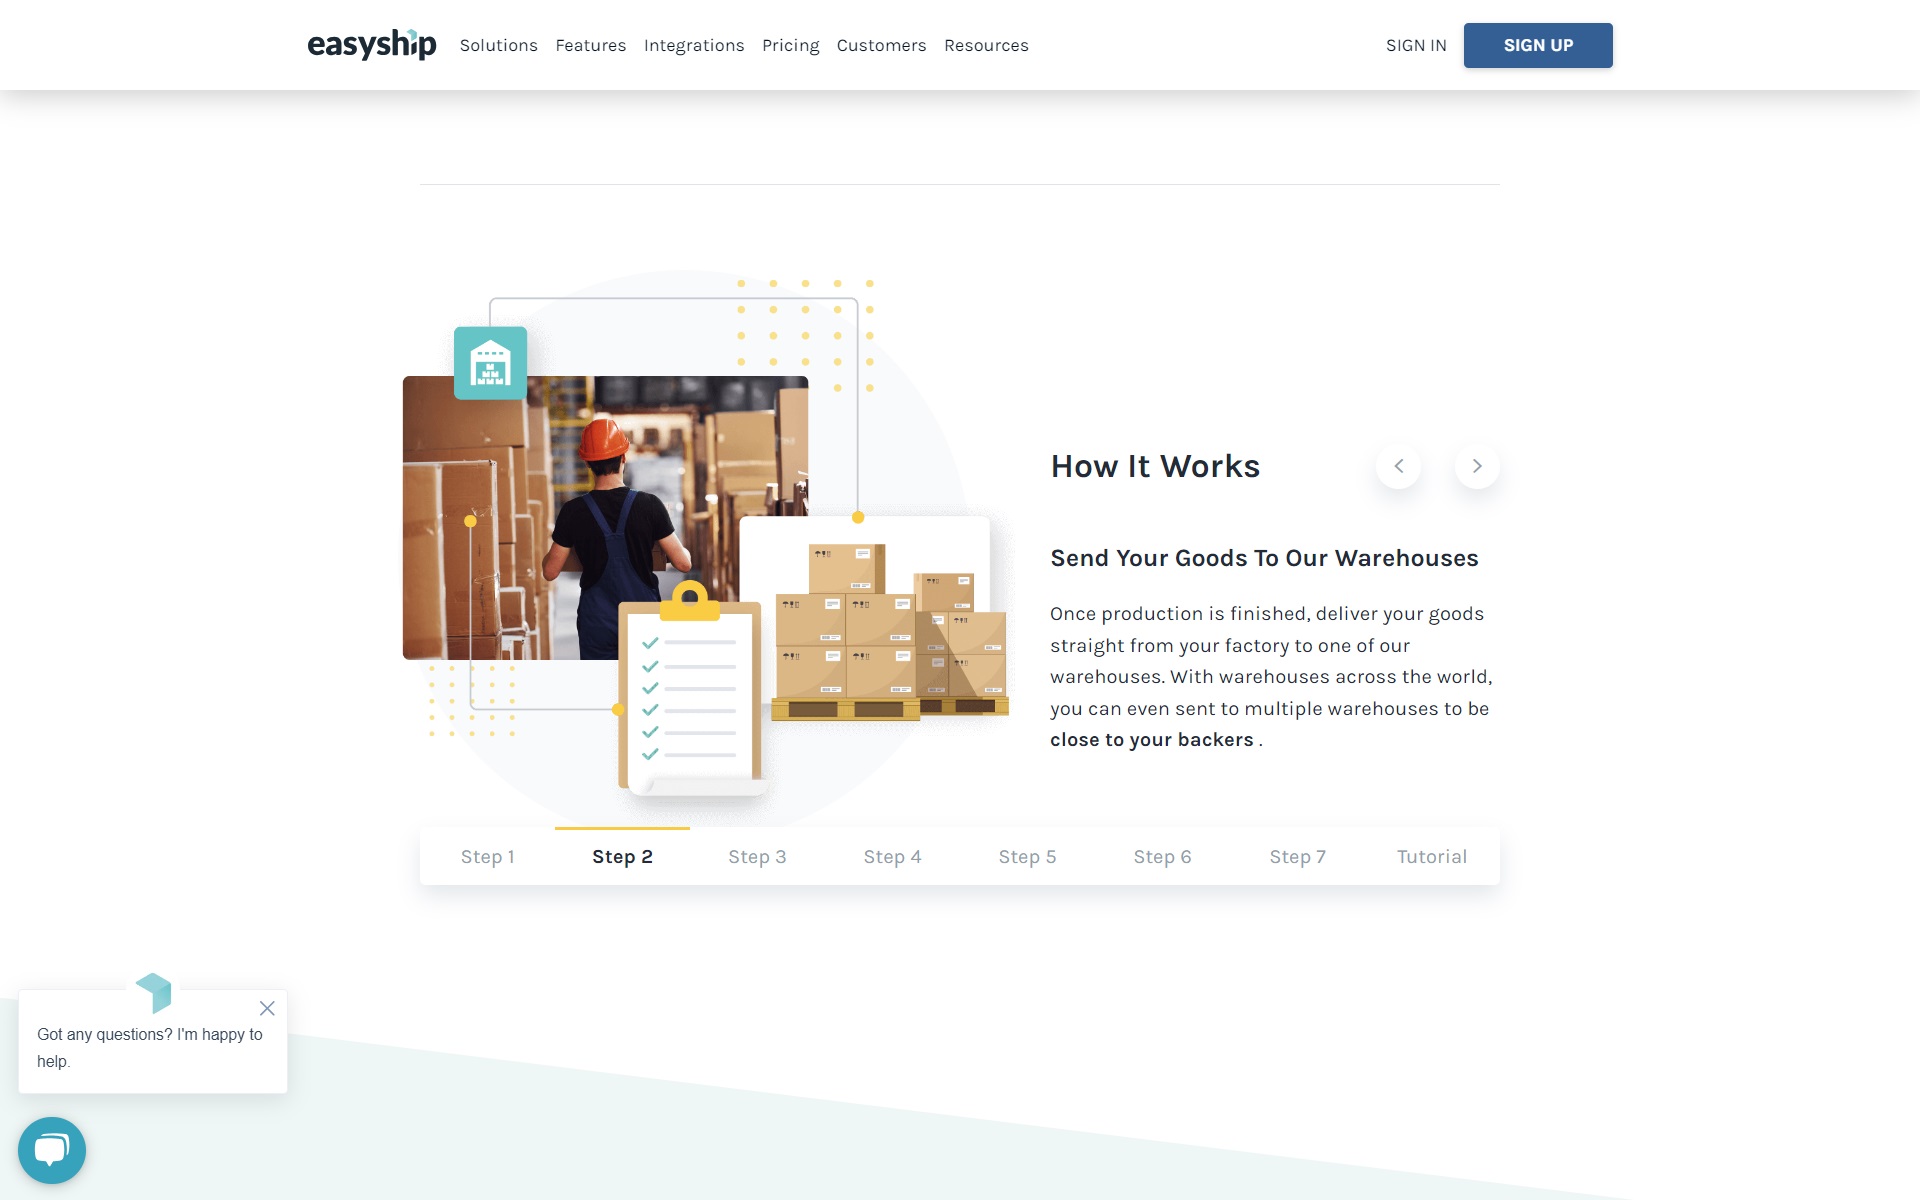 easyship Solutions Features Integrations Pricing Customers Resources SIGN IN SIGN UP
How It Works
Send Your Goods To Our Warehouses
Once production is finished, deliver your goods
straight from your factory to one of our
warehouses. With warehouses across the world,
you can even sent to multiple warehouses to be
close to your backers .
Step 1 Step 2 Step 3 Step 4 Step 5 Step 6 Step 7 Tutorial
Got any questions? I'm happy to
help.